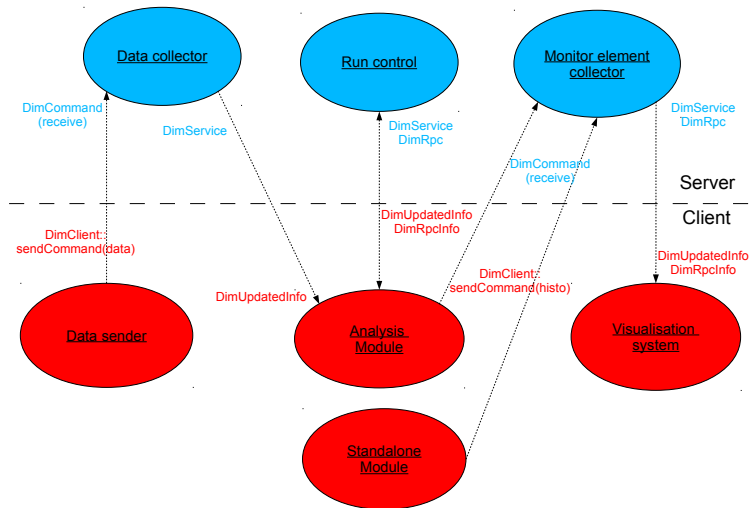 Data collector
Run control
Monitor element
collector
DimCommand
(receive)
DimService
DimService
DimRpc
DimCommand
(receive)
DimService
DimRpc
Server
Client
DimClient::
sendCommand(data)
DimUpdatedInfo
DimUpdatedInfo
DimRpcInfo
DimClient::
sendCommand(histo)
DimUpdatedInfo
DimRpcInfo
Data sender
Analysis
Module
Visualisation
system
Standalone
Module